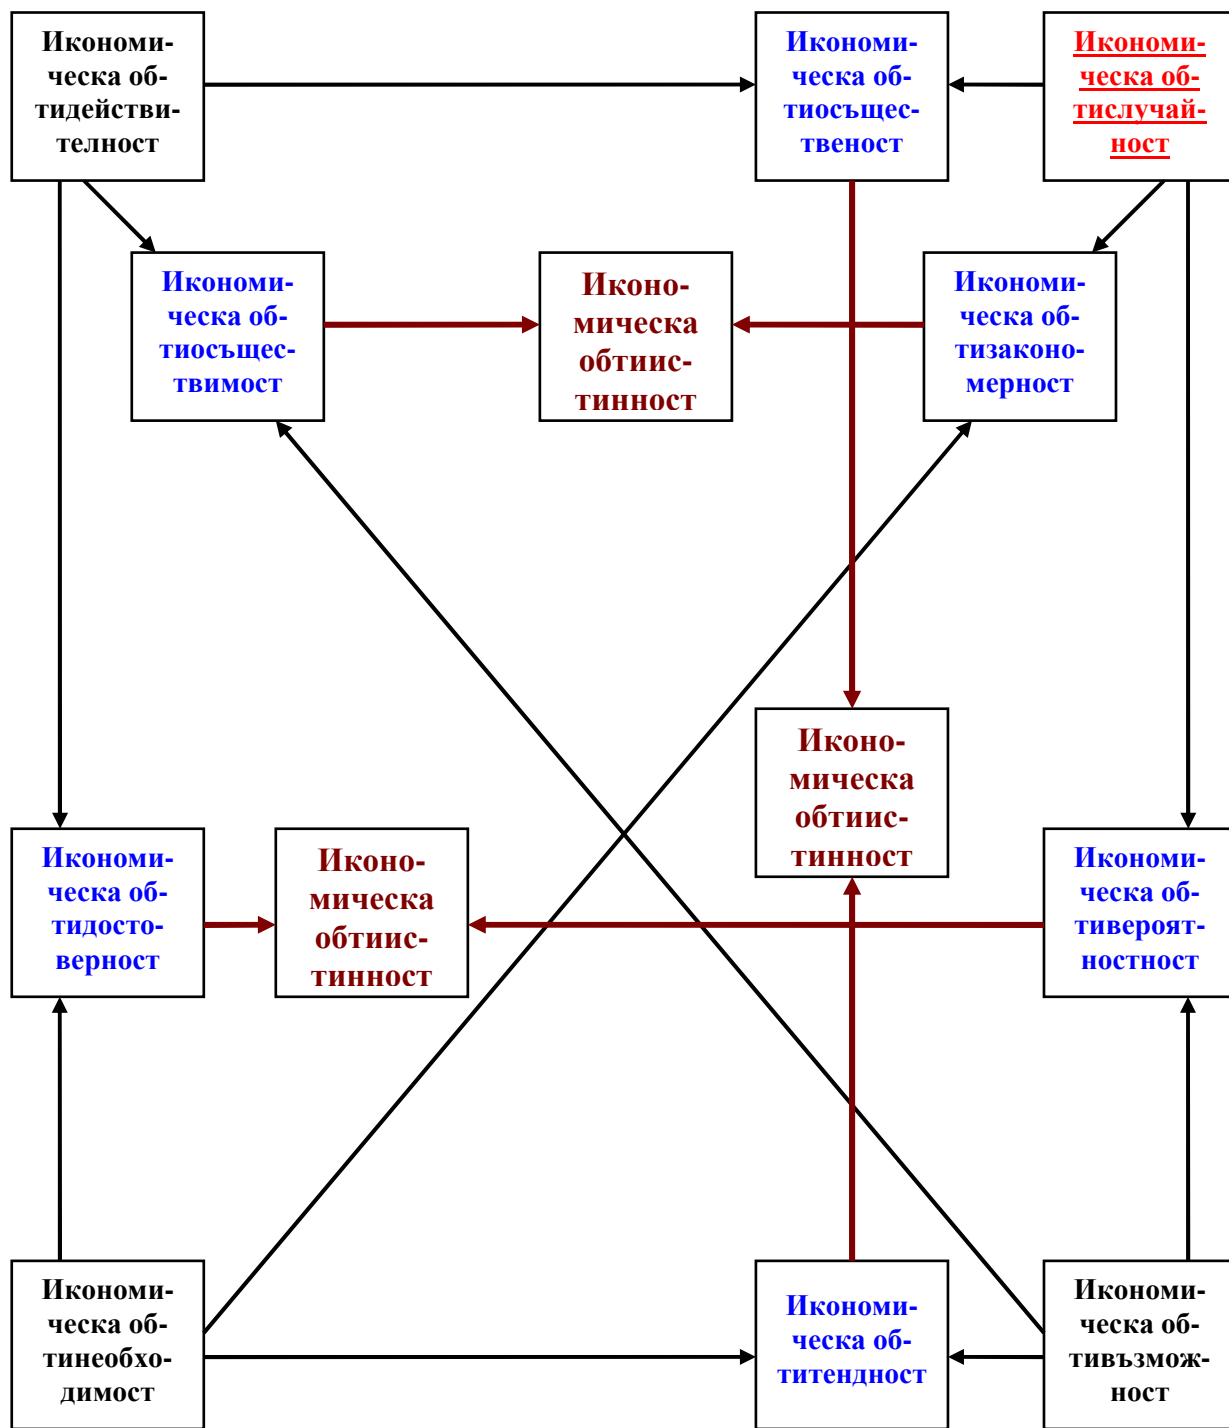 Икономи-
ческа об-
тидействи-
телност
Икономи-
ческа об-
тиосъщес-
твеност
Икономи-
ческа об-
тислучай-
ност
Икономи-
ческа об-
тиосъщес-
твимост
Иконо-
мическа
обтиис-
тинност
Икономи-
ческа об-
тизаконо-
мерност
Иконо-
мическа
обтиис-
тинност
Икономи-
ческа об-
тидосто-
верност
Иконо-
мическа
обтиис-
тинност
Икономи-
ческа об-
тивероят-
ностност
Икономи-
ческа об-
тинеобхо-
димост
Икономи-
ческа об-
титендност
Икономи-
ческа об-
тивъзмож-
ност